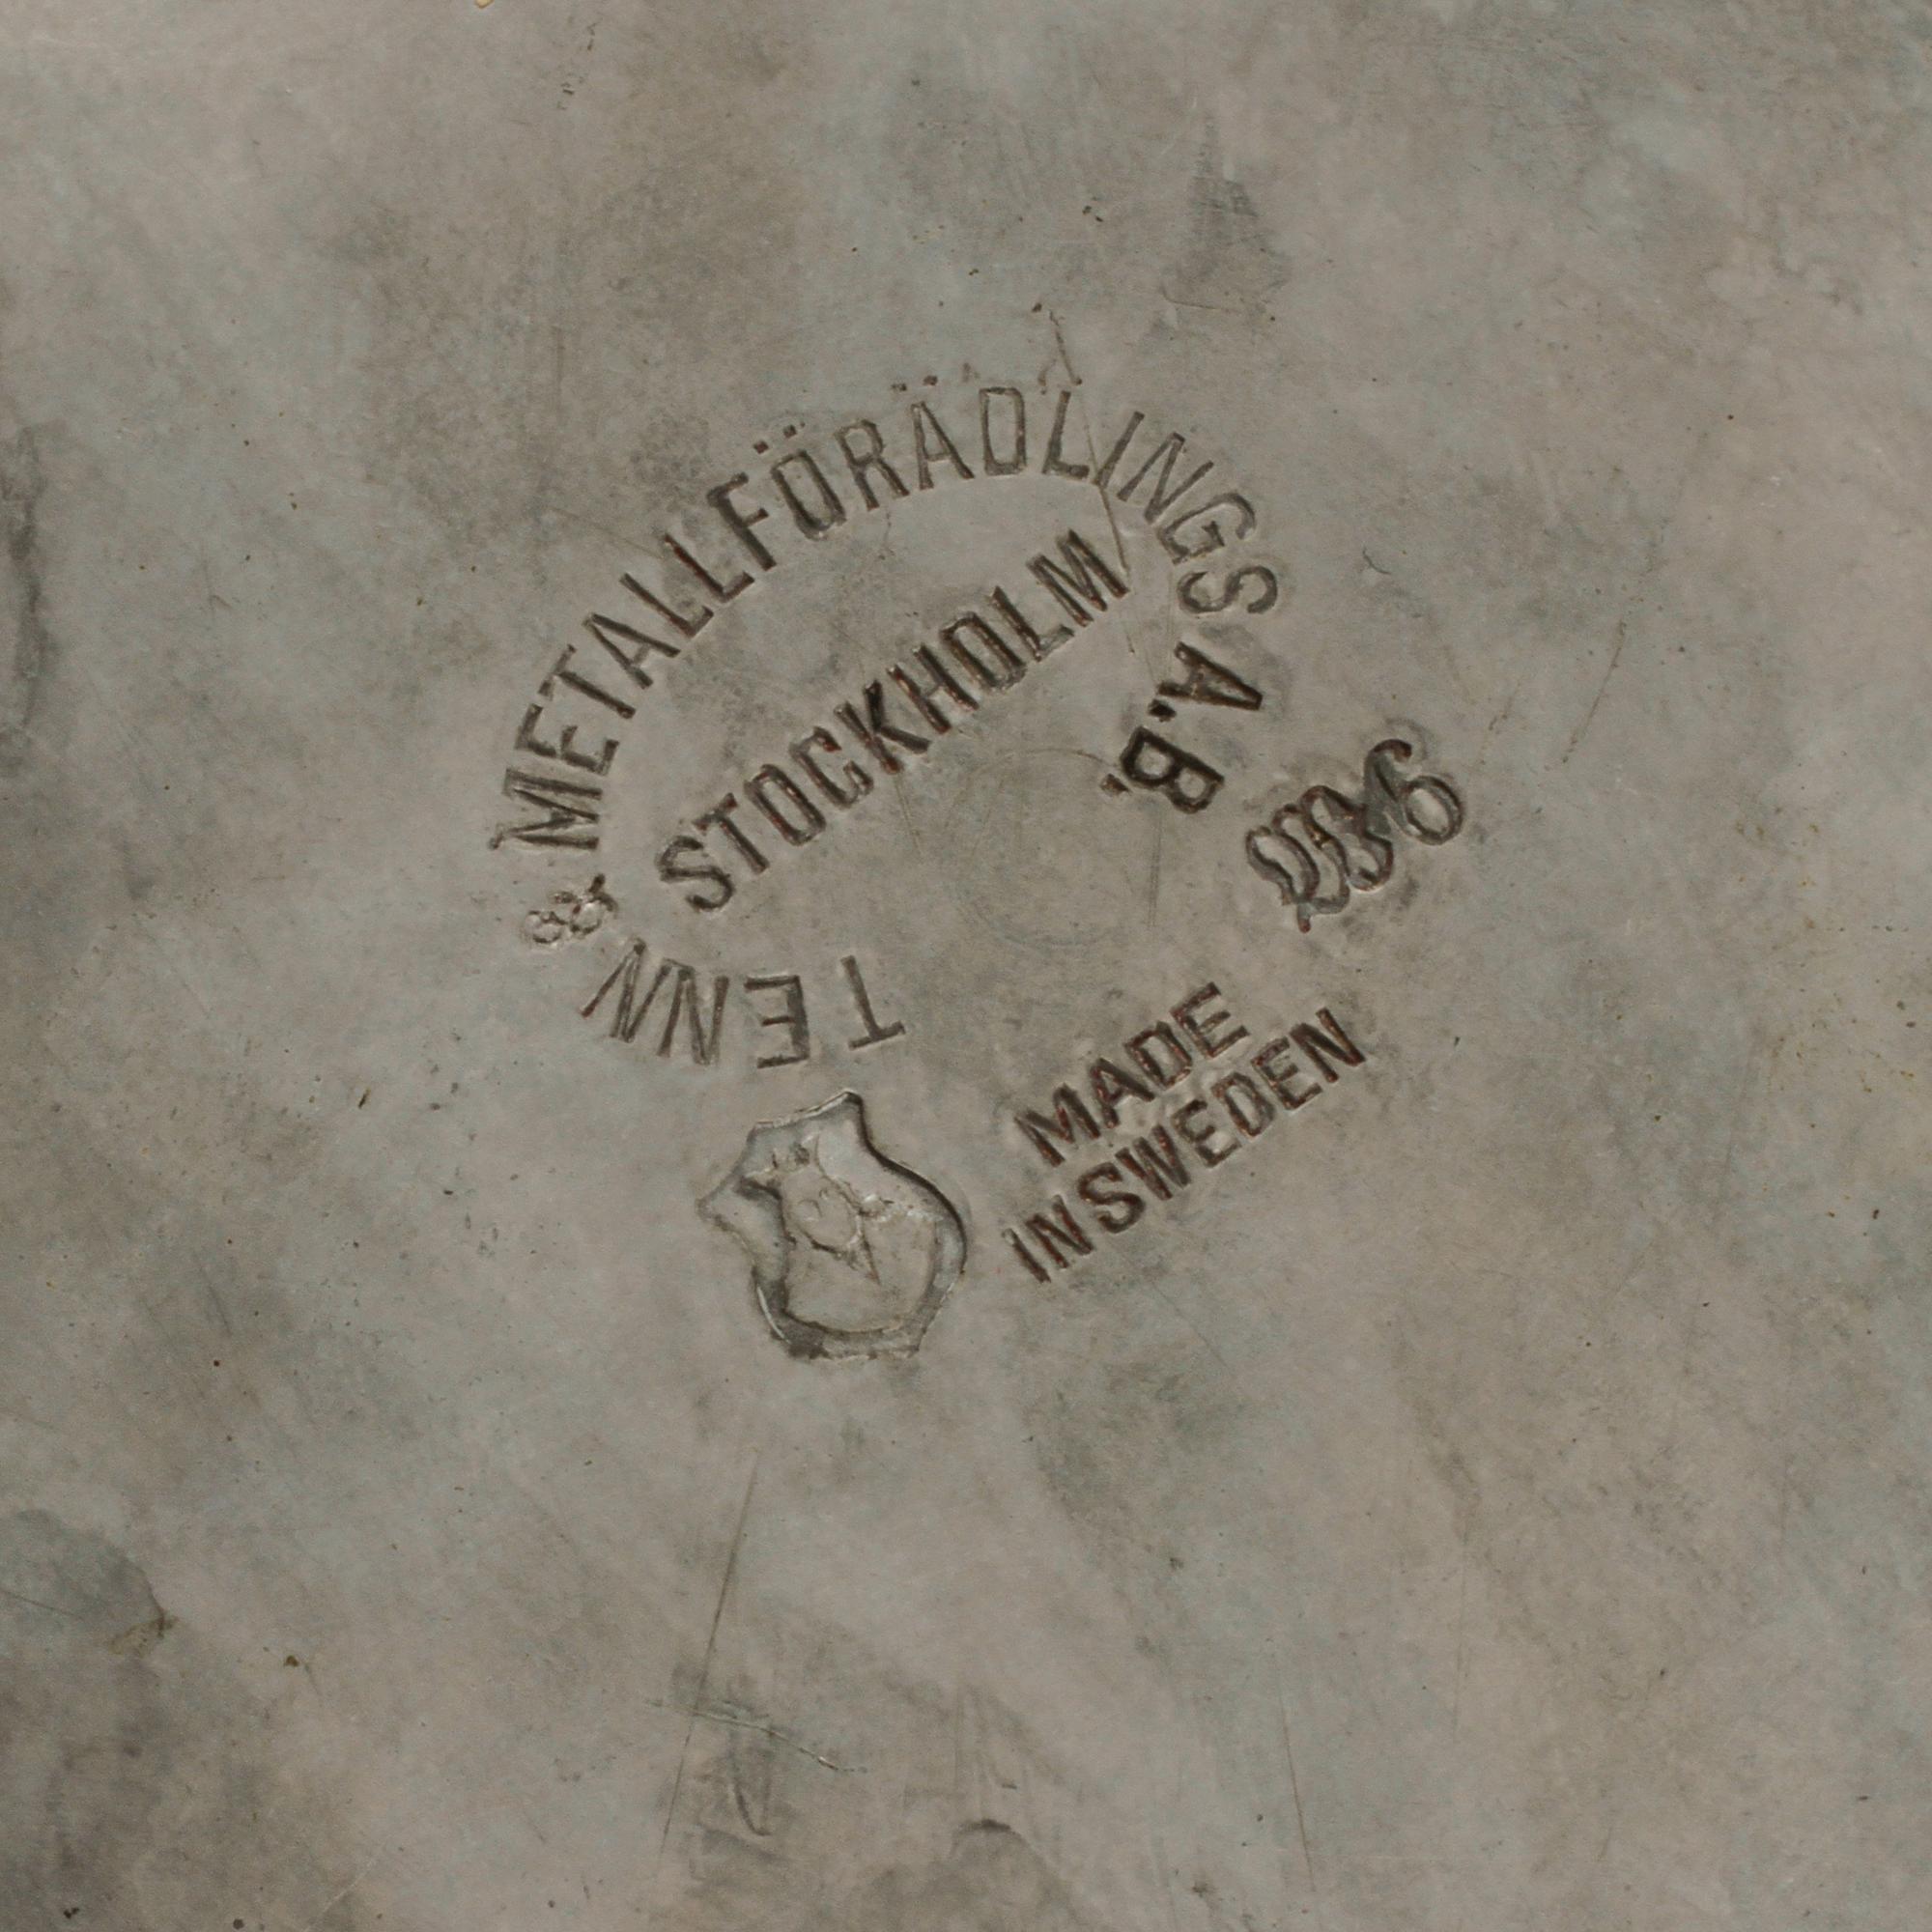 TENN & METALLFÖRÄDLINGS A.B.
STOCKHOLM
MADE
IN SWEDEN